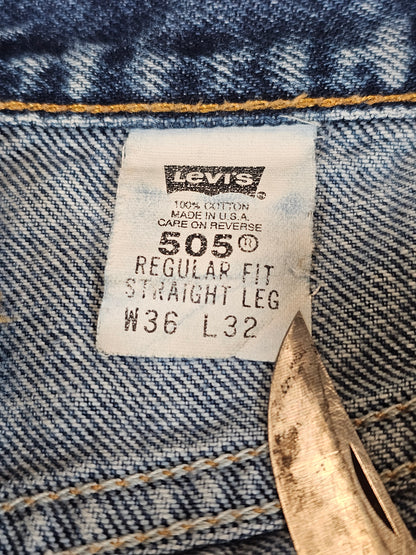 Levi's ®
100% COTTON
MADE IN U.S.A.
CARE ON REVERSE
505®
REGULAR FIT
STRAIGHT LEG
W36 L32